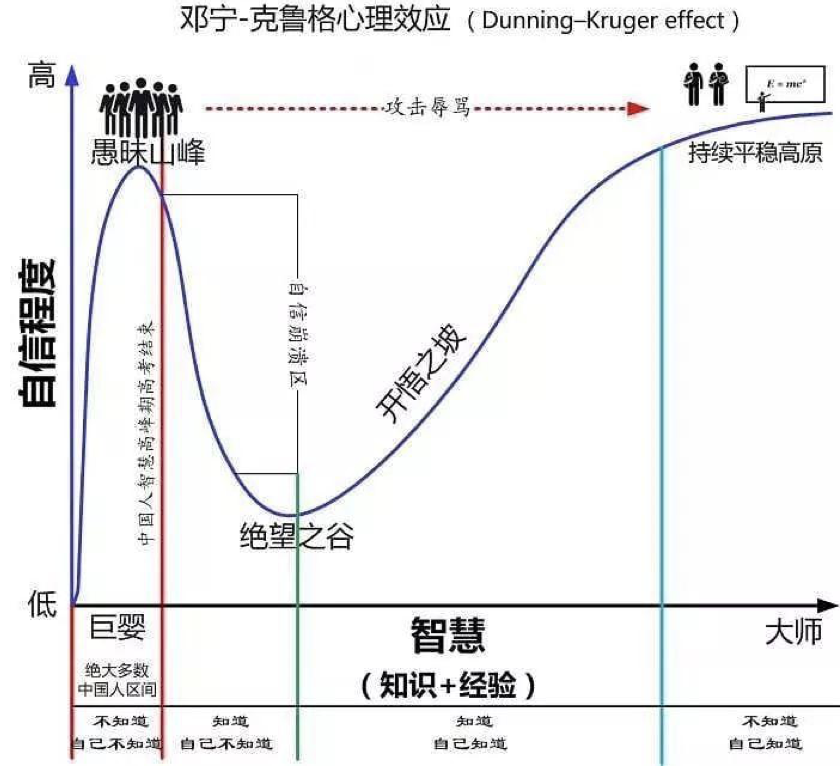 邓宁-克鲁格心理效应（Dunning–Kruger effect）
高
攻击辱骂
E = mc²
愚昧山峰
持续平稳高原
自信程度
自信崩溃区
中国人智慧高峰期高考结束
开悟之坡
绝望之谷
低
巨婴
智慧
大师
绝大多数
中国人区间
（知识+经验）
不知道
自己不知道
知道
自己不知道
知道
自己知道
不知道
自己知道